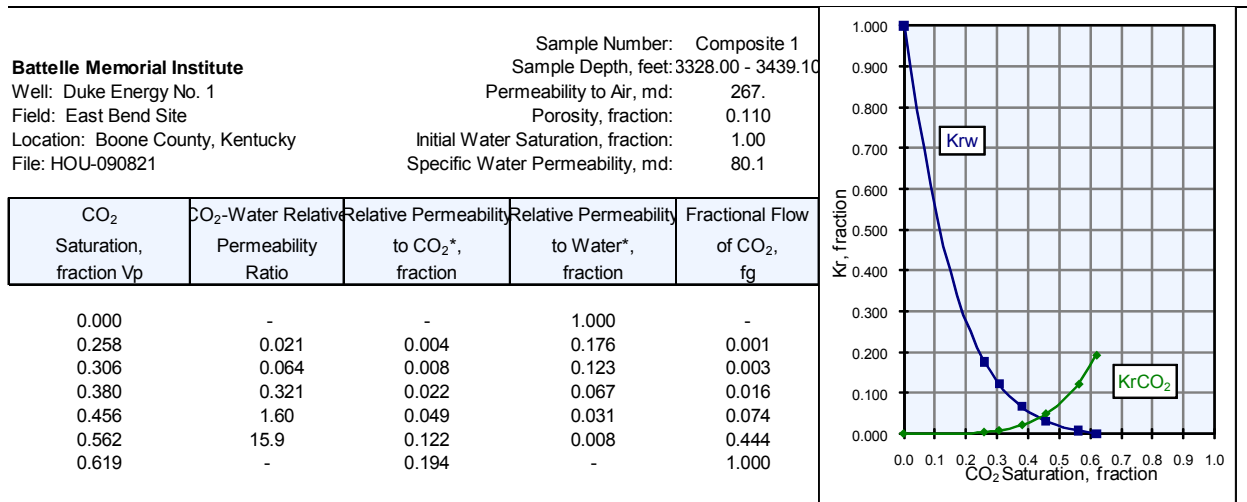 Sample Number: Composite 1
Battelle Memorial Institute Sample Depth, feet: 3328.00 - 3439.10
Well: Duke Energy No. 1 Permeability to Air, md: 267.
Field: East Bend Site Porosity, fraction: 0.110
Location: Boone County, Kentucky Initial Water Saturation, fraction: 1.00
File: HOU-090821 Specific Water Permeability, md: 80.1
CO2 CO2-Water Relative Relative Permeability Relative Permeability Fractional Flow
Saturation, Permeability to CO2*, to Water*, of CO2,
fraction Vp Ratio fraction fraction fg
0.000 - - 1.000 -
0.258 0.021 0.004 0.176 0.001
0.306 0.064 0.008 0.123 0.003
0.380 0.321 0.022 0.067 0.016
0.456 1.60 0.049 0.031 0.074
0.562 15.9 0.122 0.008 0.444
0.619 - 0.194 - 1.000
1.000
0.900
0.800
0.700
0.600
0.500
0.400
0.300
0.200
0.100
0.000
Kr, fraction
Krw
KrCO2
0.0 0.1 0.2 0.3 0.4 0.5 0.6 0.7 0.8 0.9 1.0
CO2 Saturation, fraction